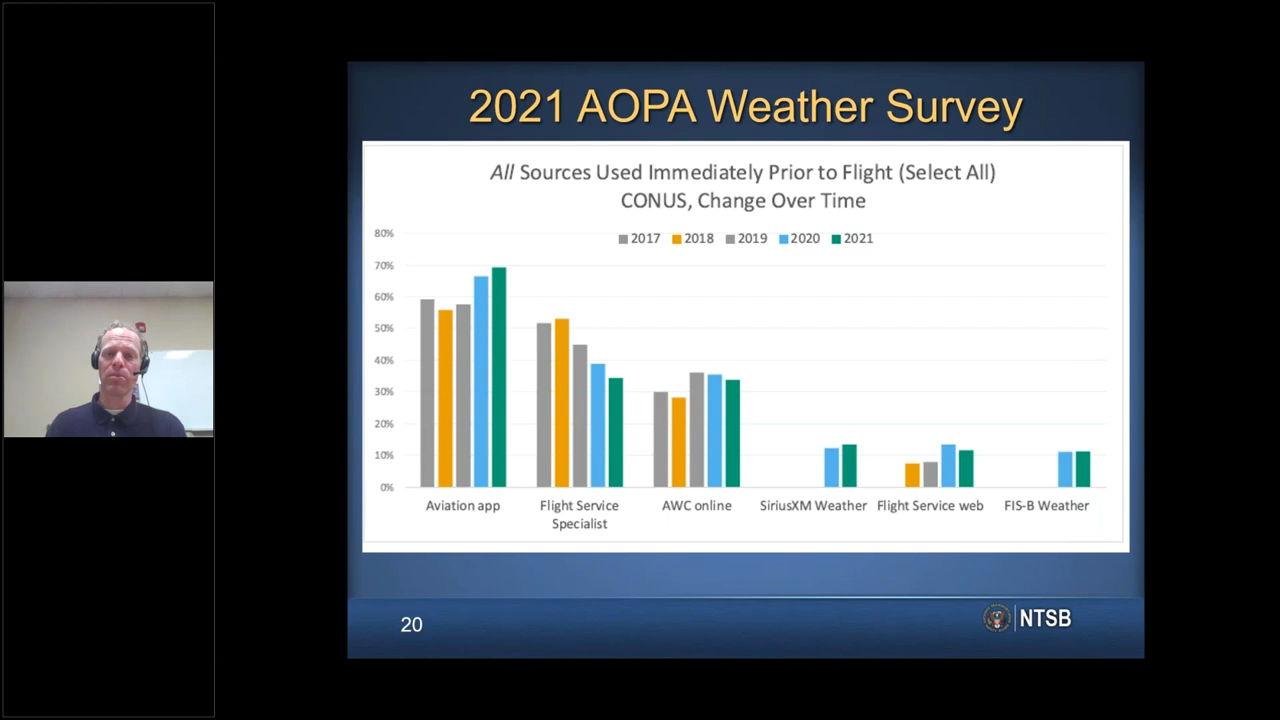 2021 AOPA Weather Survey
All Sources Used Immediately Prior to Flight (Select All)
CONUS, Change Over Time
2017 2018 2019 2020 2021
80%
70%
60%
50%
40%
30%
20%
10%
0%
Aviation app
Flight Service
Specialist
AWC online
SiriusXM Weather
Flight Service web
FIS-B Weather
20
NTSB